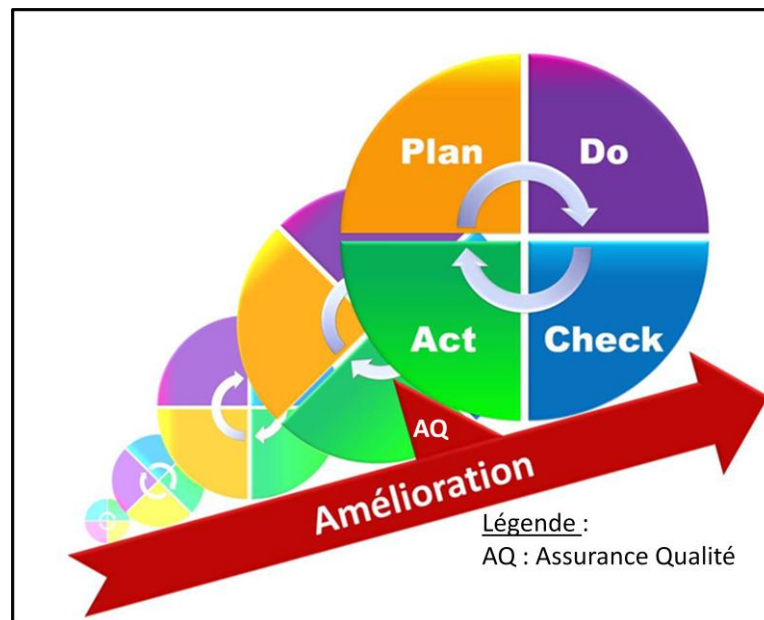 Plan
Do
Act
Check
AQ
Amélioration
Légende :
AQ : Assurance Qualité